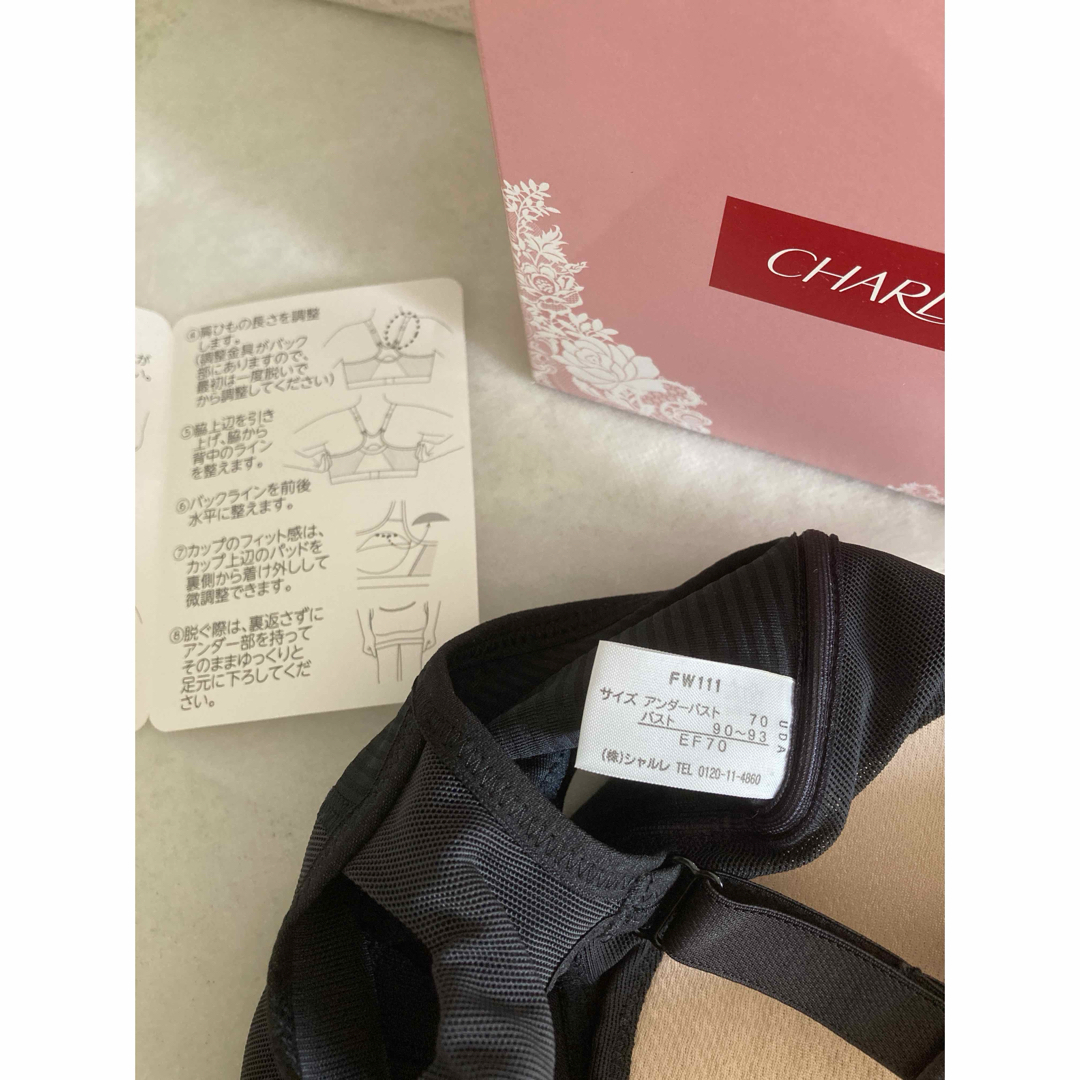 CHARL
④肩ひもの長さを調整
します。
(調整金具がバック
部にありますので、
最初は一度脱いで
から調整してください)
⑤脇上辺を引き
上げ、脇から
背中のライン
を整えます。
⑥バックラインを前後
水平に整えます。
⑦カップのフィット感は、
カップ上辺のパッドを
裏側から着け外しして
微調整できます。
⑧脱ぐ際は、裏返さずに
アンダー部を持って
そのままゆっくりと
足元に下ろしてくだ
さい。
が
い。
FW111
サイズ アンダーバスト 70
バスト 90~93
EF70
(株)シャルレ TEL 0120-11-4860
UDA